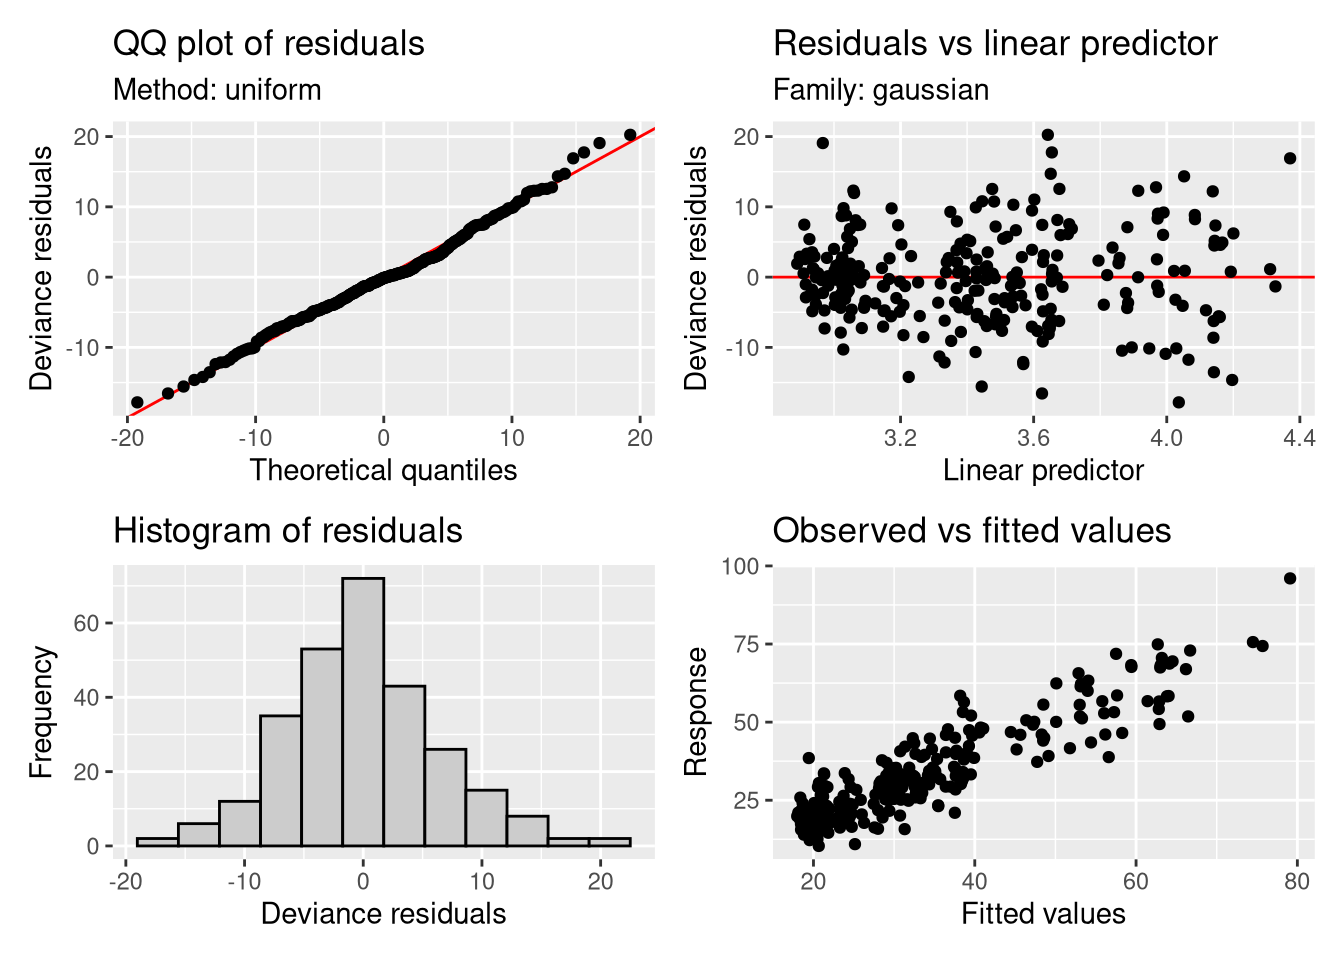 QQ plot of residuals
Method: uniform
Deviance residuals
20
10
0
-10
-20 -10 0 10 20
Theoretical quantiles
Residuals vs linear predictor
Family: gaussian
Deviance residuals
20
10
0
-10
3.2 3.6 4.0 4.4
Linear predictor
Histogram of residuals
Frequency
60
40
20
0
-20 -10 0 10 20
Deviance residuals
Observed vs fitted values
Response
100
75
50
25
20 40 60 80
Fitted values